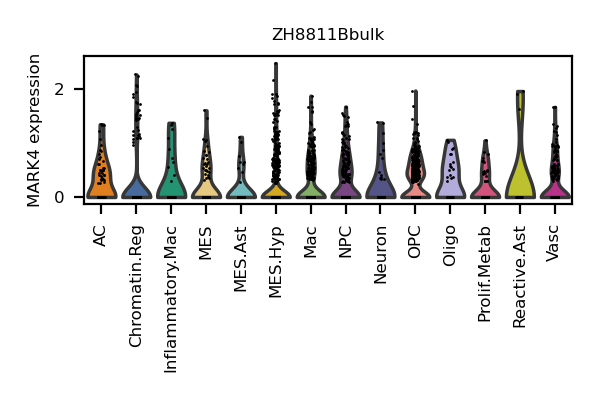 ZH8811Bbulk
MARK4 expression
2
0
AC
Chromatin.Reg
Inflammatory.Mac
MES
MES.Ast
MES.Hyp
Mac
NPC
Neuron
OPC
Oligo
Prolif.Metab
Reactive.Ast
Vasc